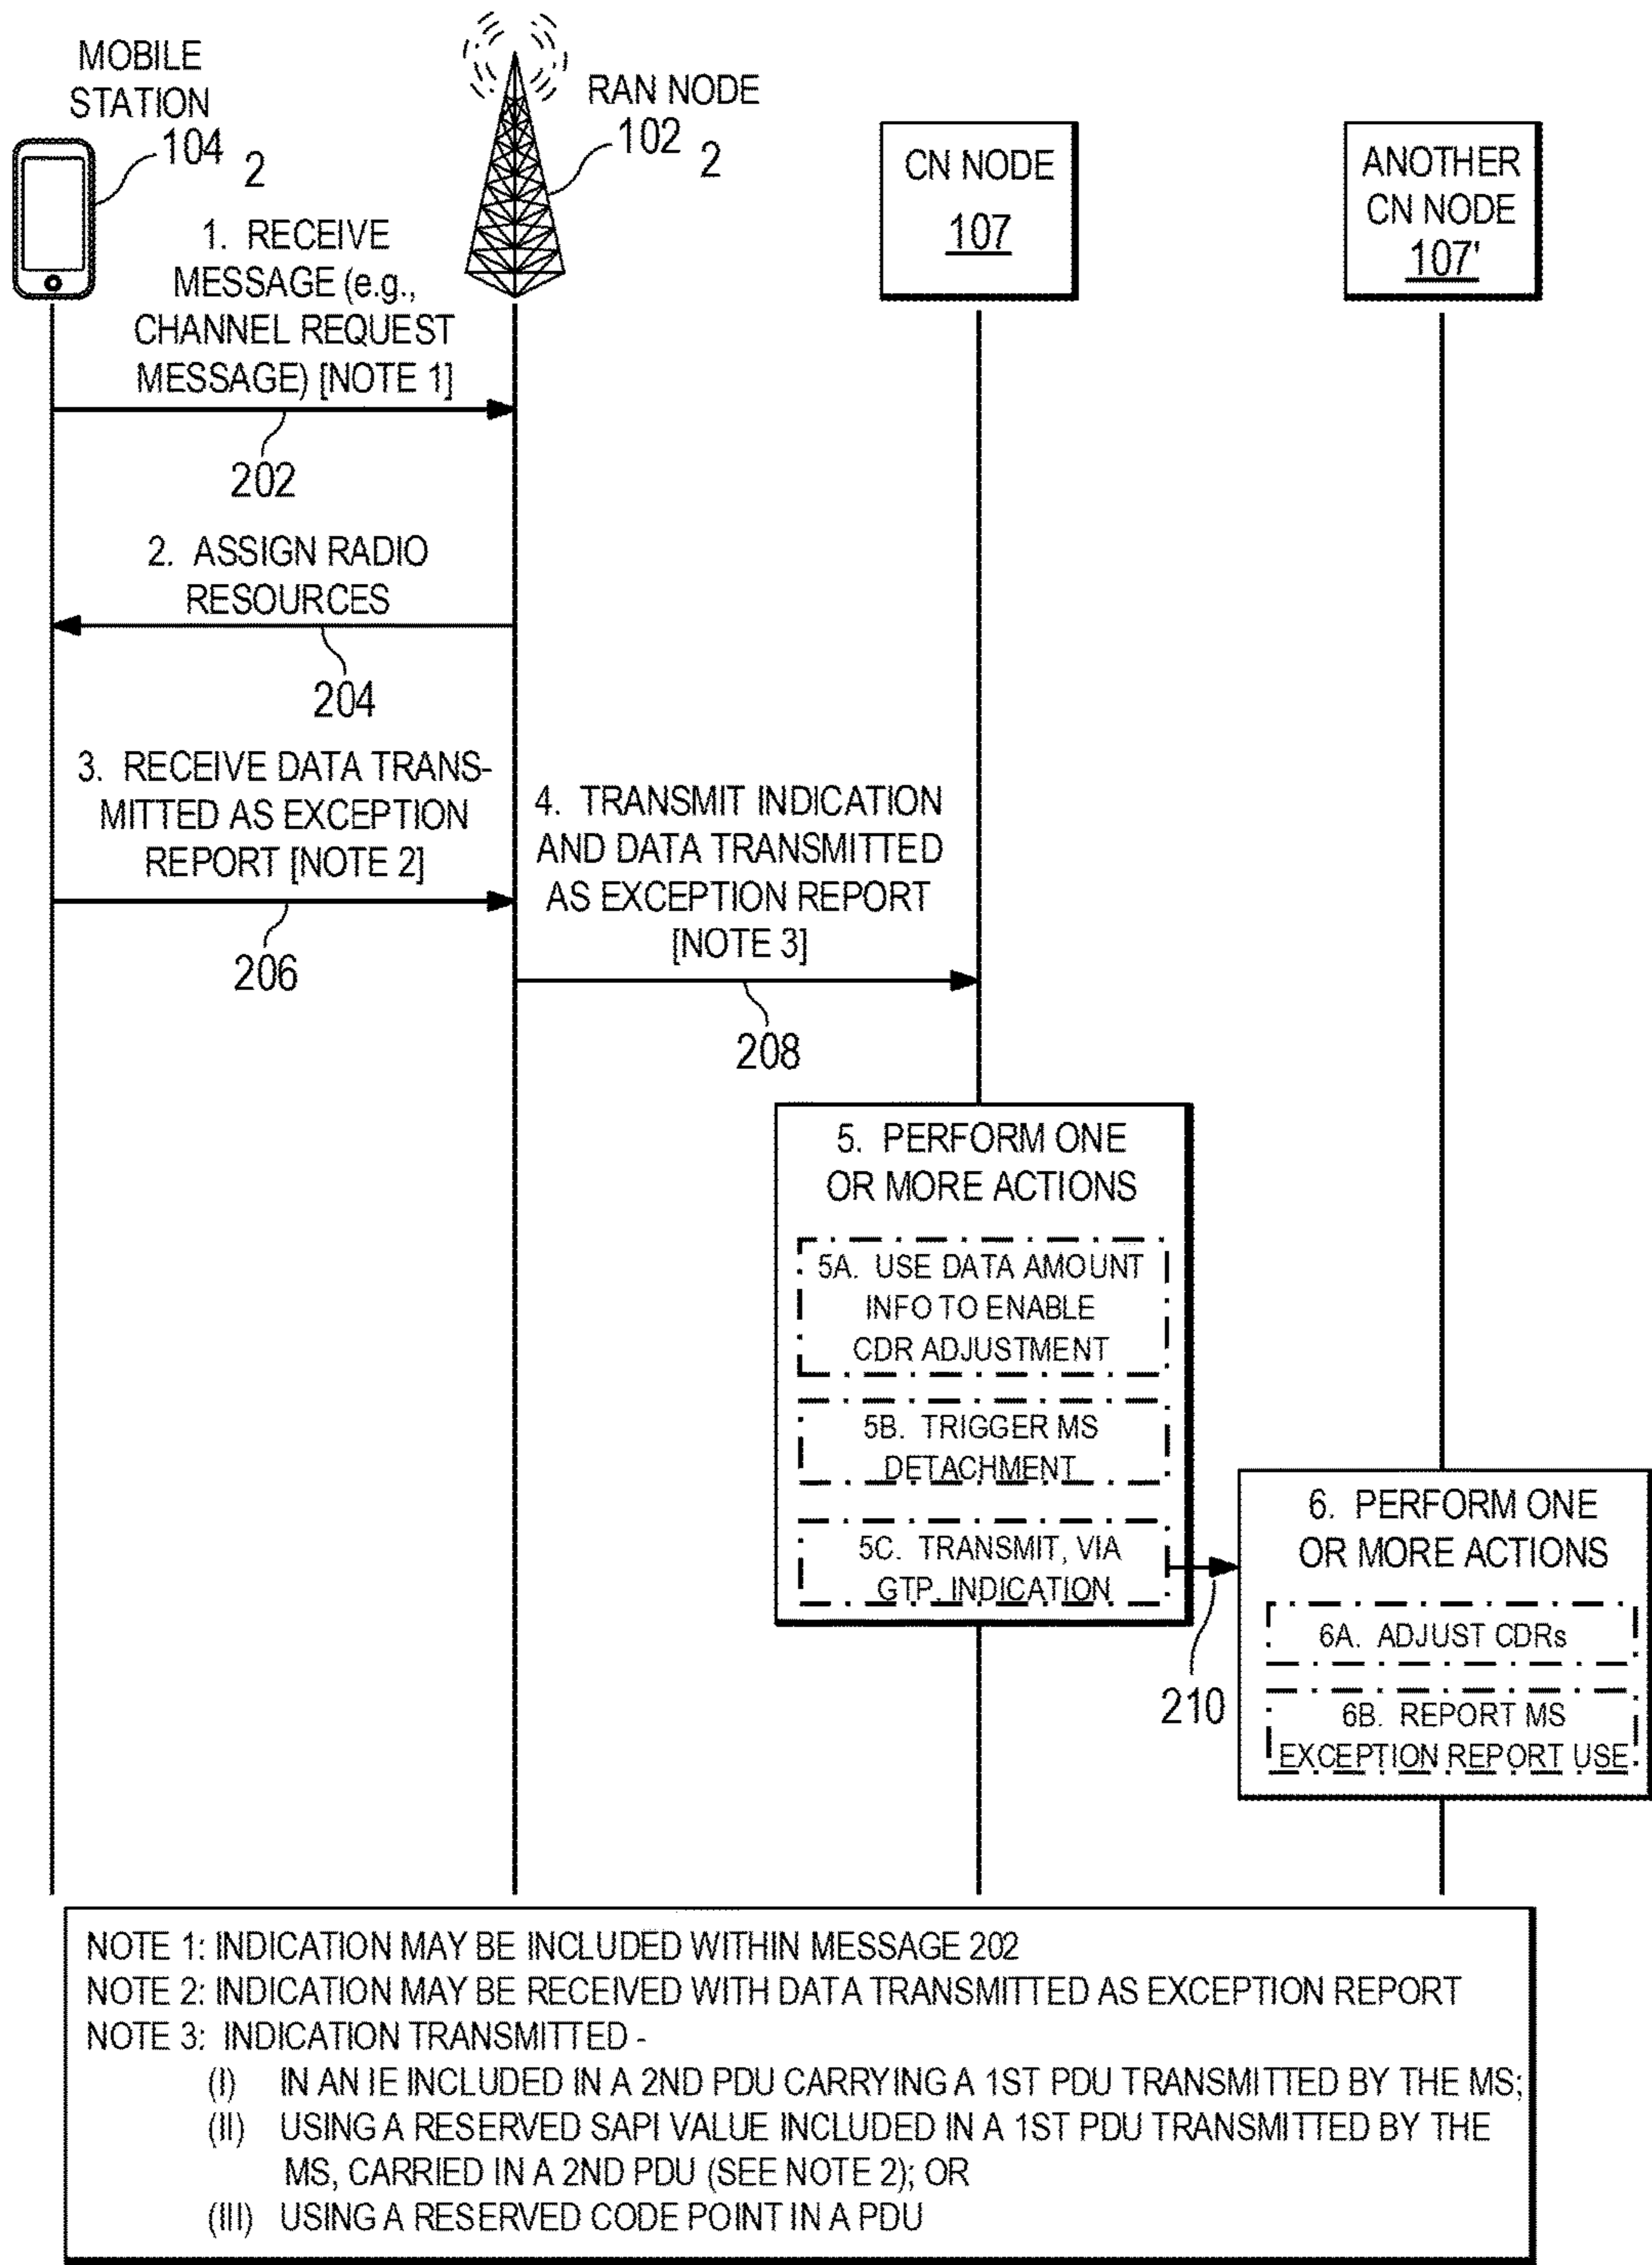 MOBILE
STATION
104 2
RAN NODE
102 2
CN NODE
107
ANOTHER
CN NODE
107'
1. RECEIVE
MESSAGE (e.g.,
CHANNEL REQUEST
MESSAGE) [NOTE 1]
202
2. ASSIGN RADIO
RESOURCES
204
3. RECEIVE DATA TRANS-
MITTED AS EXCEPTION
REPORT [NOTE 2]
206
4. TRANSMIT INDICATION
AND DATA TRANSMITTED
AS EXCEPTION REPORT
[NOTE 3]
208
5. PERFORM ONE
OR MORE ACTIONS
5A. USE DATA AMOUNT
INFO TO ENABLE
CDR ADJUSTMENT
5B. TRIGGER MS
DETACHMENT
5C. TRANSMIT, VIA
GTP, INDICATION
210
6. PERFORM ONE
OR MORE ACTIONS
6A. ADJUST CDRs
6B. REPORT MS
EXCEPTION REPORT USE
NOTE 1: INDICATION MAY BE INCLUDED WITHIN MESSAGE 202
NOTE 2: INDICATION MAY BE RECEIVED WITH DATA TRANSMITTED AS EXCEPTION REPORT
NOTE 3: INDICATION TRANSMITTED -
(I) IN AN IE INCLUDED IN A 2ND PDU CARRYING A 1ST PDU TRANSMITTED BY THE MS;
(II) USING A RESERVED SAPI VALUE INCLUDED IN A 1ST PDU TRANSMITTED BY THE
MS, CARRIED IN A 2ND PDU (SEE NOTE 2); OR
(III) USING A RESERVED CODE POINT IN A PDU